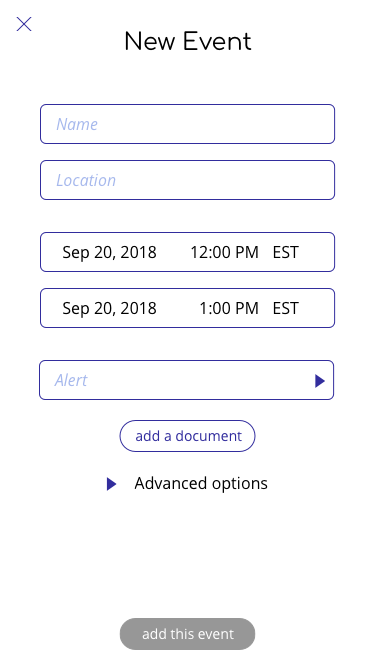 New Event
Name
Location
Sep 20, 2018 12:00 PM EST
Sep 20, 2018 1:00 PM EST
Alert
add a document
Advanced options
add this event